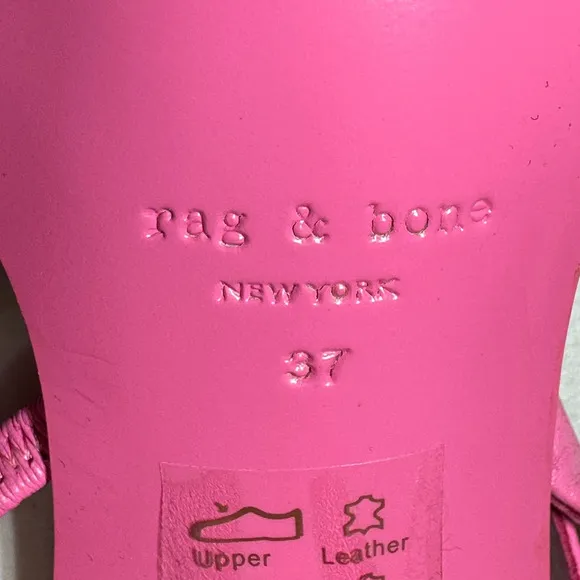 rag & bone
NEW YORK
37
Upper Leather